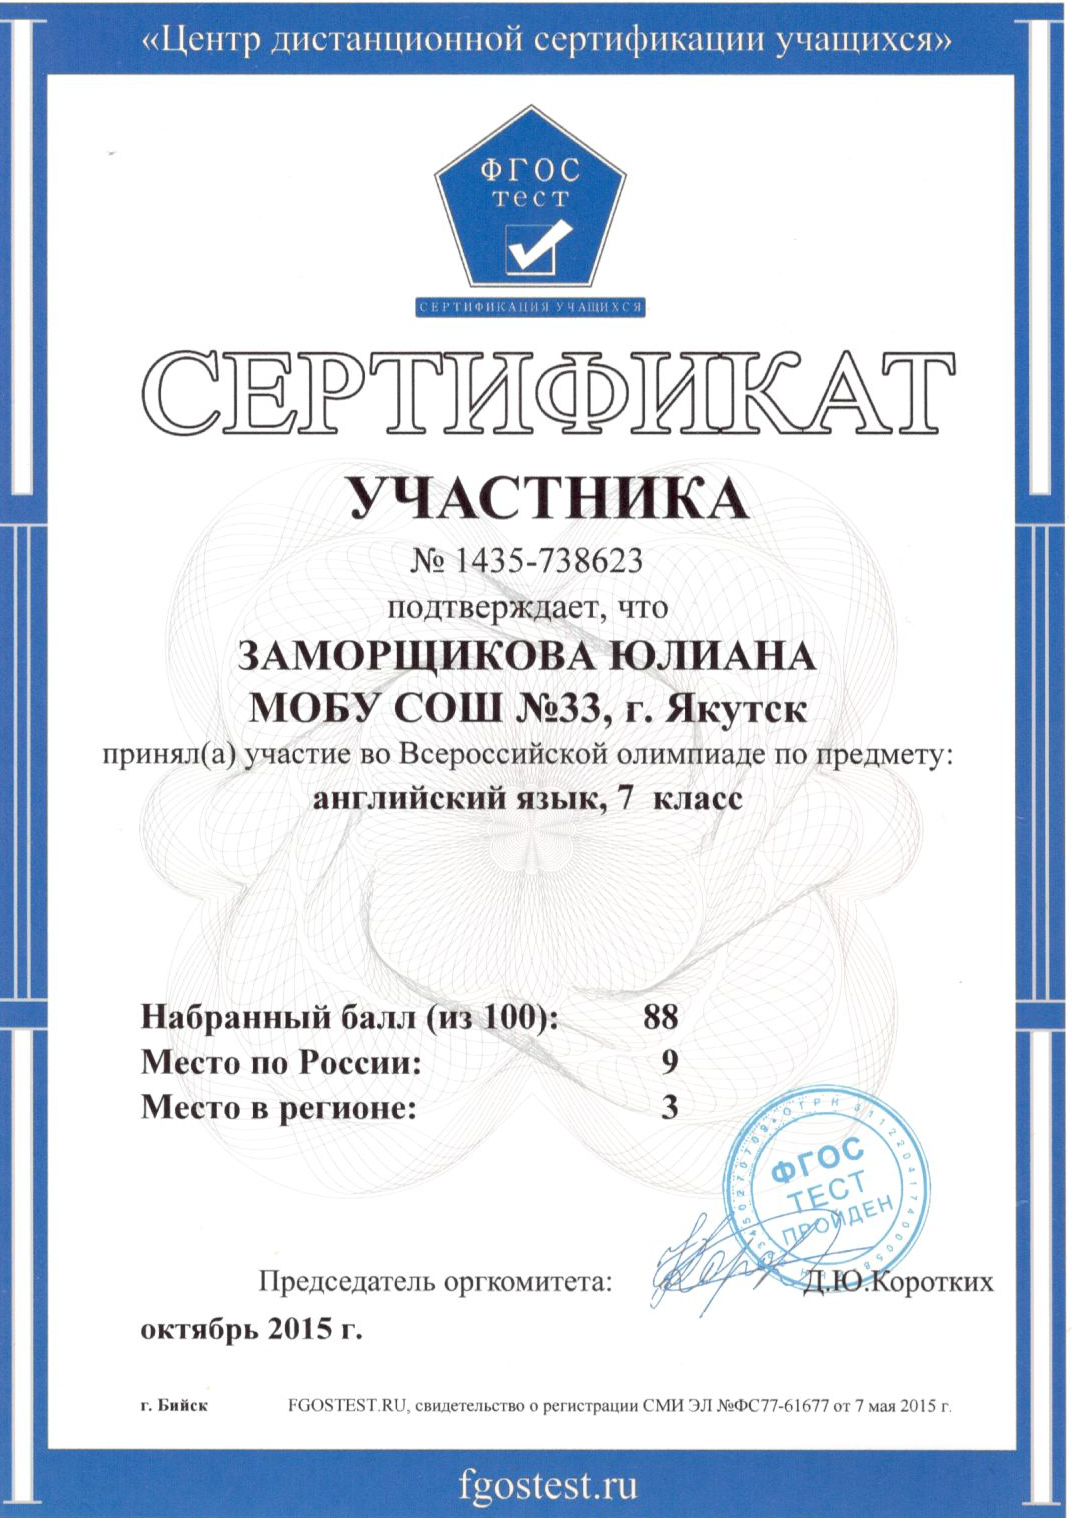 «Центр дистанционной сертификации учащихся»
ФГОС
тест
СЕРТИФИКАЦИЯ УЧАЩИХСЯ
СЕРТИФИКАТ
УЧАСТНИКА
№ 1435-738623
подтверждает, что
ЗАМОРЩИКОВА ЮЛИАНА
МОБУ СОШ №33, г. Якутск
принял(а) участие во Всероссийской олимпиаде по предмету:
английский язык, 7 класс
Набранный балл (из 100): 88
Место по России: 9
Место в регионе: 3
ОГРН
ФГОС
ТЕСТ
ПРОЙДЕН
Председатель оргкомитета: Д.Ю.Коротких
октябрь 2015 г.
г. Бийск FGOSTEST.RU, свидетельство о регистрации СМИ ЭЛ №ФС77-61677 от 7 мая 2015 г.
fgostest.ru